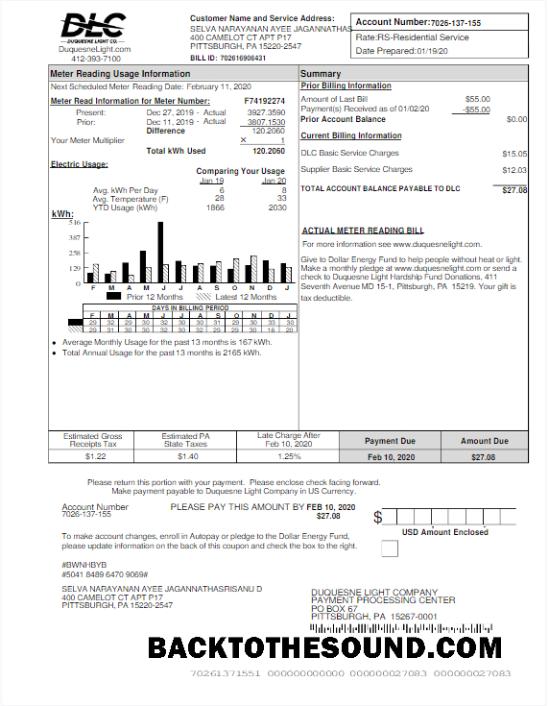 DLC
DUQUESNE LIGHT CO.
DuquesneLight.com
412-393-7100
Customer Name and Service Address:
SELVA NARAYANAN AYEE JAGANNATHAS
400 CAMELOT CT APT P17
PITTSBURGH, PA 15220-2547
BILL ID: 702616906431
Account Number:7026-137-155
Rate:RS-Residential Service
Date Prepared:01/19/20
Meter Reading Usage Information
Next Scheduled Meter Reading Date: February 11, 2020
Meter Read Information for Meter Number: F74192274
Present: Dec 27, 2019 - Actual 3927.3590
Prior: Dec 11, 2019 - Actual 3807.1530
Difference 120.2060
Your Meter Multiplier X 1
Total kWh Used 120.2060
Electric Usage:
Comparing Your Usage
Jan 19 Jan 20
Avg. kWh Per Day 6 8
Avg. Temperature (F) 28 33
YTD Usage (kWh) 1866 2030
kWh:
516
387
258
129
0
F M A M J J A S O N D J
Prior 12 Months Latest 12 Months
DAYS IN BILLING PERIOD
F M A M J J A S O N D J
29 32 29 30 32 30 30 31 29 30 33 30
29 31 30 30 30 31 30 30 30 30 16 20
• Average Monthly Usage for the past 13 months is 167 kWh.
• Total Annual Usage for the past 13 months is 2165 kWh.
Summary
Prior Billing Information
Amount of Last Bill $55.00
Payment(s) Received as of 01/02/20 -$55.00
Prior Account Balance $0.00
Current Billing Information
DLC Basic Service Charges $15.05
Supplier Basic Service Charges $12.03
TOTAL ACCOUNT BALANCE PAYABLE TO DLC $27.08
ACTUAL METER READING BILL
For more information see www.duquesnelight.com.
Give to Dollar Energy Fund to help people without heat or light.
Make a monthly pledge at www.duquesnelight.com or send a
check to Duquesne Light Hardship Fund Donations, 411
Seventh Avenue MD 15-1, Pittsburgh, PA 15219. Your gift is
tax deductible.
Estimated Gross Receipts Tax Estimated PA State Taxes Late Charge After Feb 10, 2020 Payment Due Amount Due
$1.22 $1.40 1.25% Feb 10, 2020 $27.08
Please return this portion with your payment. Please enclose check facing forward.
Make payment payable to Duquesne Light Company in US Currency.
Account Number PLEASE PAY THIS AMOUNT BY FEB 10, 2020
7026-137-155 $27.08
$
USD Amount Enclosed
To make account changes, enroll in Autopay or pledge to the Dollar Energy Fund,
please update information on the back of this coupon and check the box to the right.
#BWNHBYB
#5041 8489 6470 9069#
SELVA NARAYANAN AYEE JAGANNATHASRISANU D
400 CAMELOT CT APT P17
PITTSBURGH, PA 15220-2547
DUQUESNE LIGHT COMPANY
PAYMENT PROCESSING CENTER
PO BOX 67
PITTSBURGH, PA 15267-0001
BACKTOTHESOUND.COM
70261371551 000000000000 000000027083 000000027083